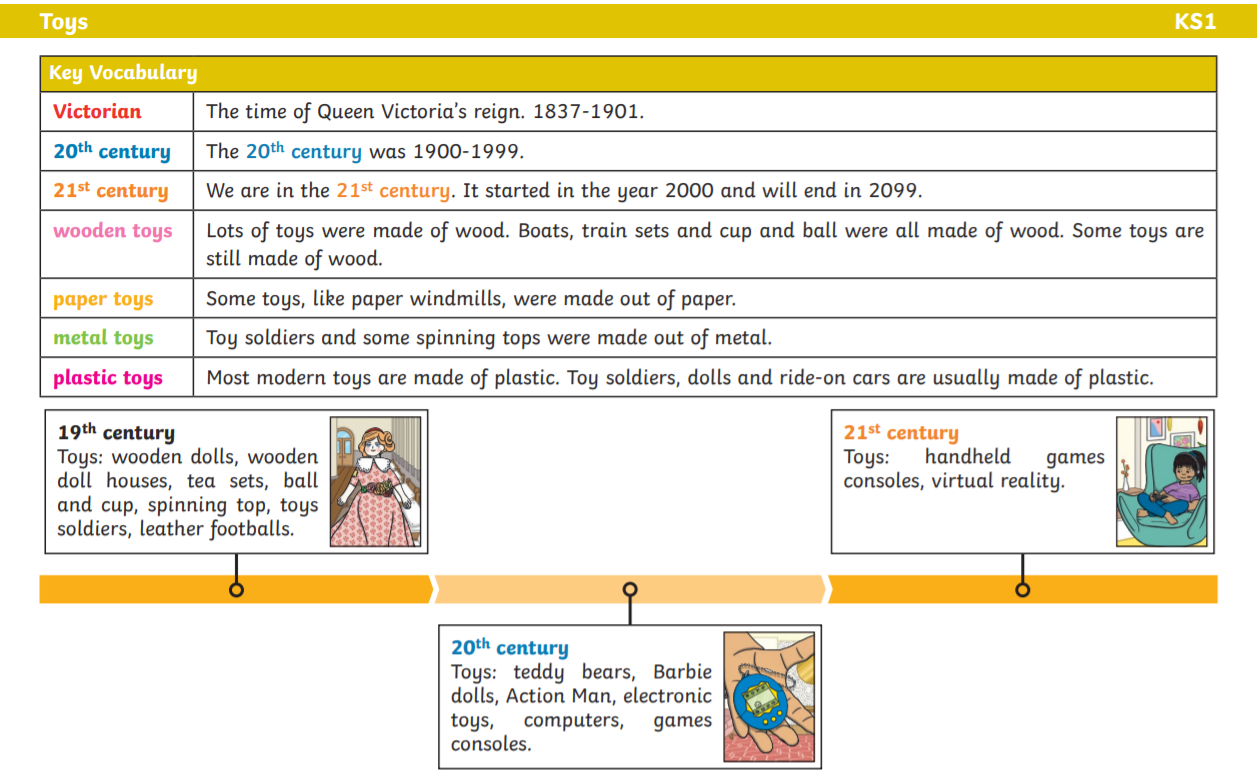 Toys KS1
Key Vocabulary
Victorian The time of Queen Victoria's reign. 1837-1901.
20th century The 20th century was 1900-1999.
21st century We are in the 21st century. It started in the year 2000 and will end in 2099.
wooden toys Lots of toys were made of wood. Boats, train sets and cup and ball were all made of wood. Some toys are
still made of wood.
paper toys Some toys, like paper windmills, were made out of paper.
metal toys Toy soldiers and some spinning tops were made out of metal.
plastic toys Most modern toys are made of plastic. Toy soldiers, dolls and ride-on cars are usually made of plastic.
19th century
Toys: wooden dolls, wooden
doll houses, tea sets, ball
and cup, spinning top, toys
soldiers, leather footballs.
20th century
Toys: teddy bears, Barbie
dolls, Action Man, electronic
toys, computers, games
consoles.
21st century
Toys: handheld games
consoles, virtual reality.